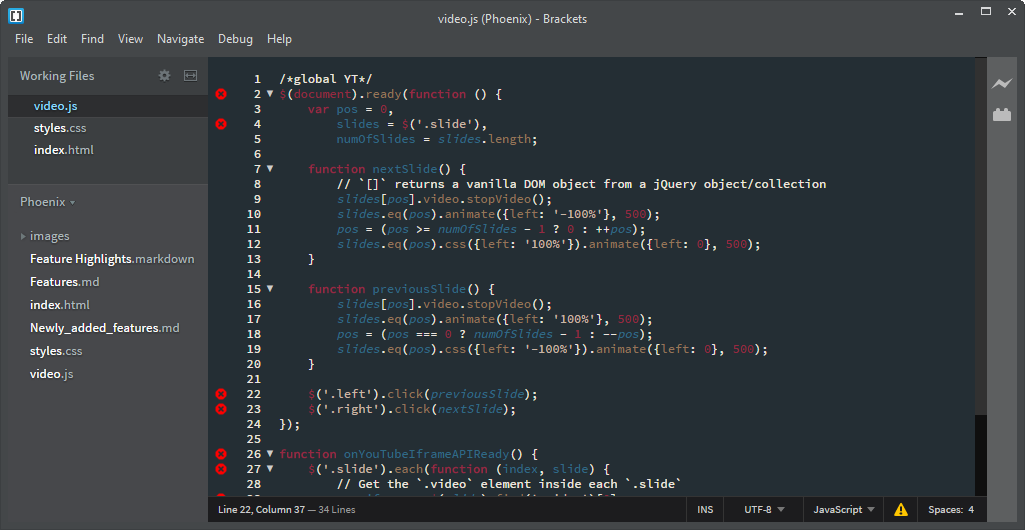 video.js (Phoenix) - Brackets
File Edit Find View Navigate Debug Help
Working Files
video.js
styles.css
index.html
Phoenix
images
Feature Highlights.markdown
Features.md
index.html
Newly_added_features.md
styles.css
video.js
1 /*global YT*/
2 $(document).ready(function () {
3 var pos = 0,
4 slides = $('.slide'),
5 numOfSlides = slides.length;
6
7 function nextSlide() {
8 // `[]` returns a vanilla DOM object from a jQuery object/collection
9 slides[pos].video.stopVideo();
10 slides.eq(pos).animate({left: '-100%'}, 500);
11 pos = (pos >= numOfSlides - 1 ? 0 : ++pos);
12 slides.eq(pos).css({left: '100%'}).animate({left: 0}, 500);
13 }
14
15 function previousSlide() {
16 slides[pos].video.stopVideo();
17 slides.eq(pos).animate({left: '100%'}, 500);
18 pos = (pos === 0 ? numOfSlides - 1 : --pos);
19 slides.eq(pos).css({left: '-100%'}).animate({left: 0}, 500);
20 }
21
22 $('.left').click(previousSlide);
23 $('.right').click(nextSlide);
24 });
25
26 function onYouTubeIframeAPIReady() {
27 $('.slide').each(function (index, slide) {
28 // Get the `.video` element inside each `.slide`
Line 22, Column 37 — 34 Lines
INS UTF-8 JavaScript Spaces: 4